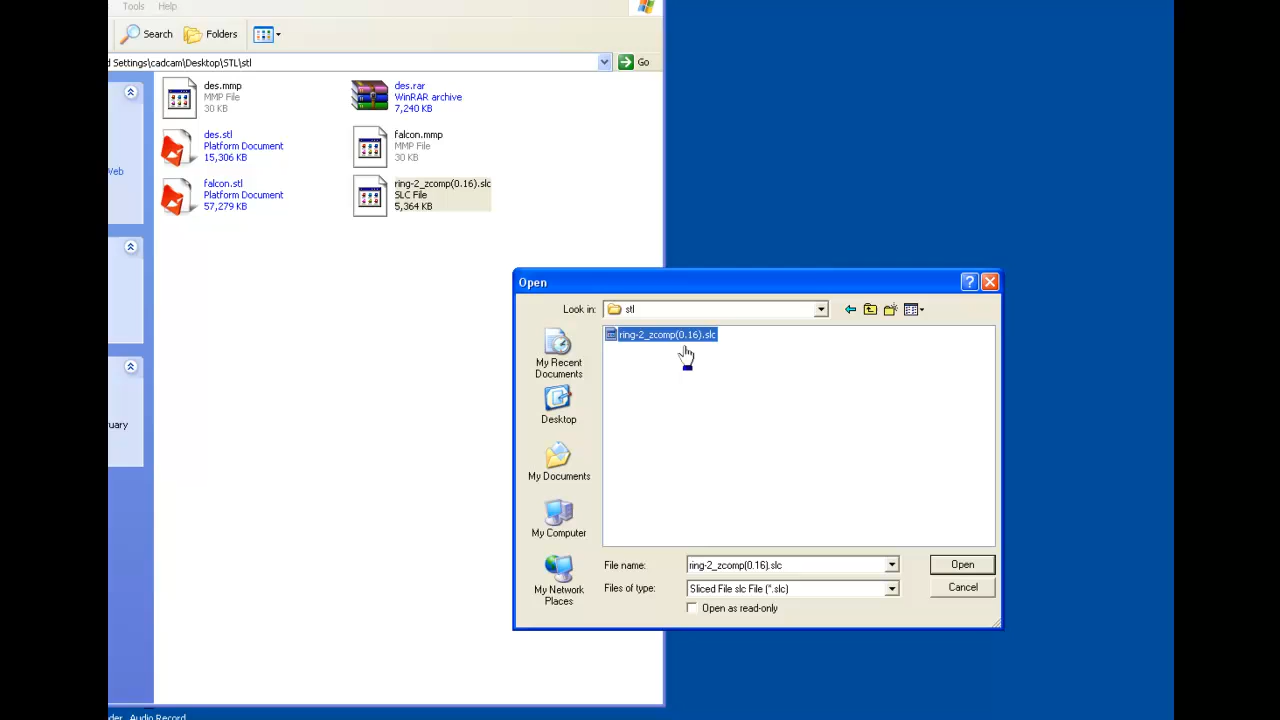 Tools Help
Search Folders
d Settings\cadcam\Desktop\STL\stl Go
des.mmp
MMP File
30 KB
des.rar
WinRAR archive
7,240 KB
des.stl
Platform Document
15,306 KB
falcon.mmp
MMP File
30 KB
falcon.stl
Platform Document
57,279 KB
ring-2_zcomp(0.16).slc
SLC File
5,364 KB
Web
uary
Open
Look in: stl
ring-2_zcomp(0.16).slc
My Recent
Documents
Desktop
My Documents
My Computer
My Network
Places
File name: ring-2_zcomp(0.16).slc Open
Files of type: Sliced File slc File (*.slc) Cancel
Open as read-only
der Audio Record